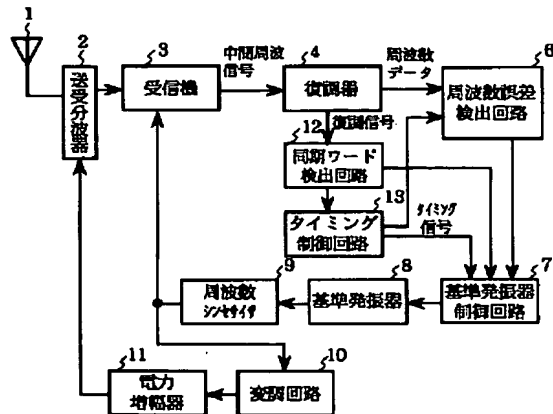 1
2
送受分波器
3
受信機
中間周波
信号
4
復調器
周波数
データ
6
周波数誤差
検出回路
復調信号
12
同期ワード
検出回路
13
タイミング
制御回路
タイミング
信号
9
周波数
シンセサイザ
8
基準発振器
7
基準発振器
制御回路
11
電力
増幅器
10
変調回路